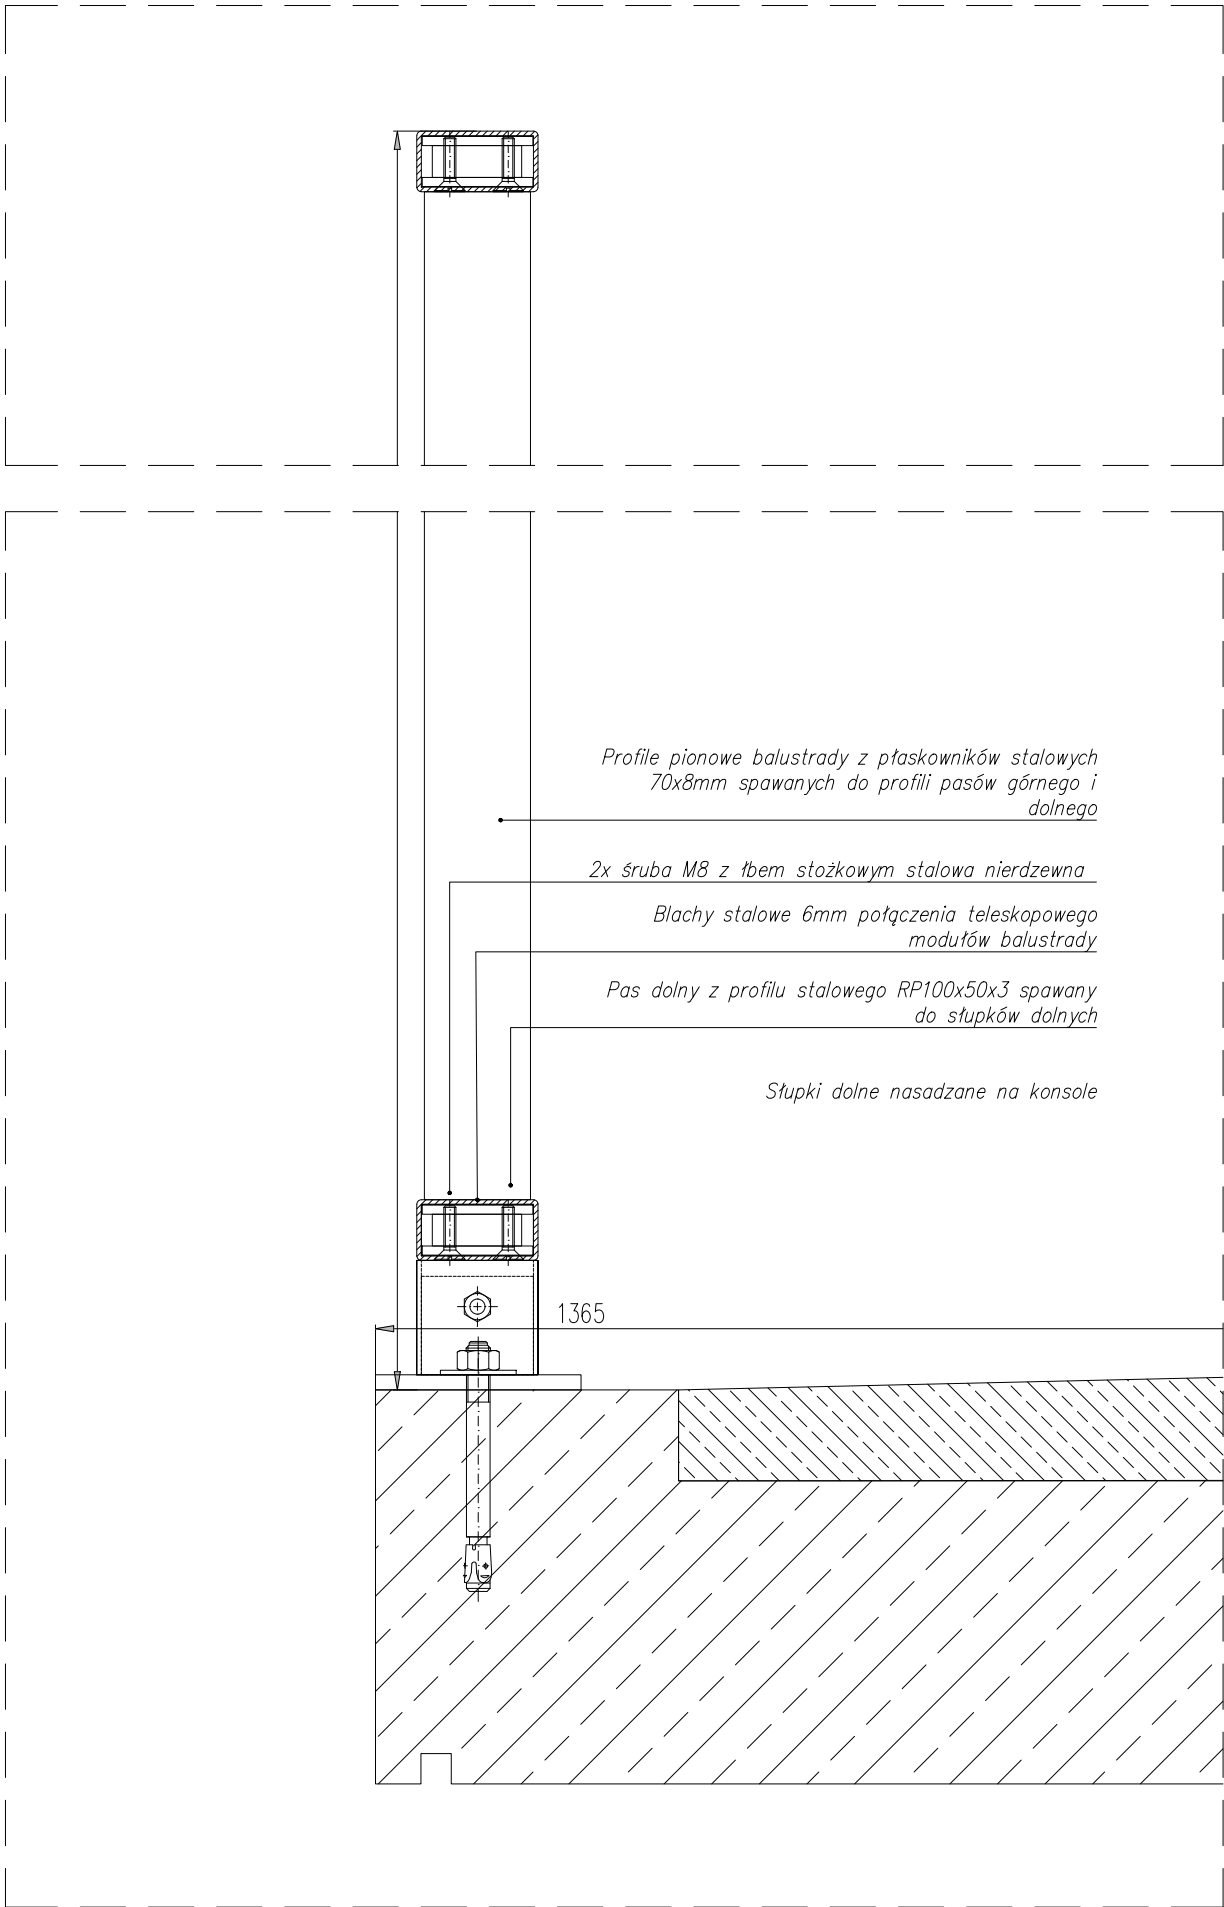 Profile pionowe balustrady z płaskowników stalowych
70x8mm spawanych do profili pasów górnego i
dolnego
2x śruba M8 z łbem stożkowym stalowa nierdzewna
Blachy stalowe 6mm połączenia teleskopowego
modułów balustrady
Pas dolny z profilu stalowego RP100x50x3 spawany
do słupków dolnych
Słupki dolne nasadzane na konsole
1365